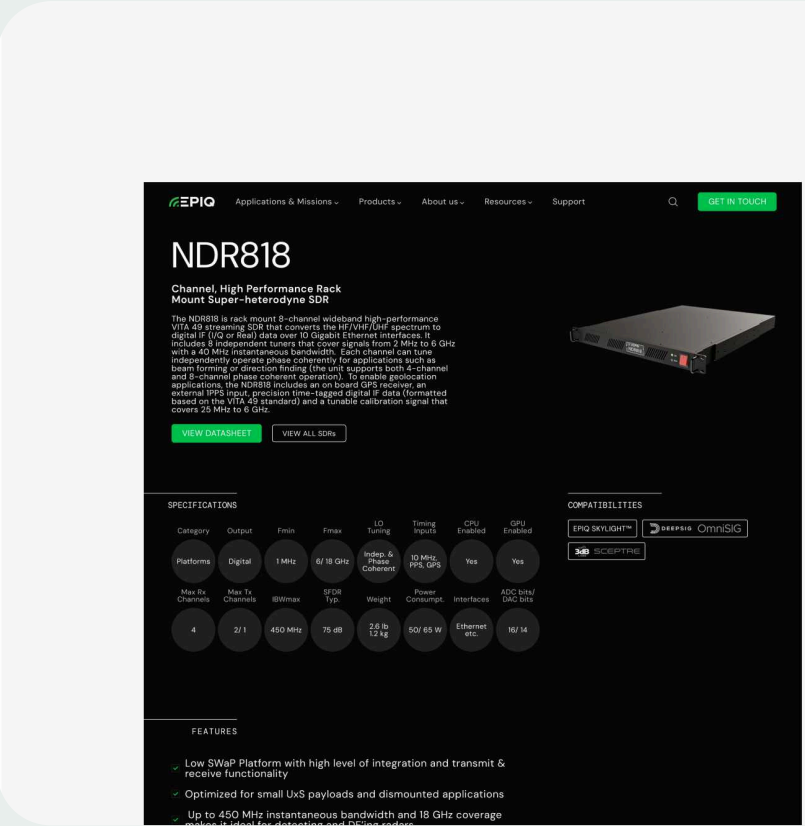 EPIQ Applications & Missions Products About us Resources Support GET IN TOUCH
NDR818
Channel, High Performance Rack
Mount Super-heterodyne SDR
The NDR818 is rack mount 8-channel wideband high-performance
VITA 49 streaming SDR that converts the HF/VHF/UHF spectrum to
digital IF (I/Q or Real) data over 10 Gigabit Ethernet interfaces. It
includes 8 independent tuners that cover signals from 2 MHz to 6 GHz
with a 40 MHz instantaneous bandwidth. Each channel can tune
independently operate phase coherently for applications such as
beam forming or direction finding (the unit supports both 4-channel
and 8-channel phase coherent operation). To enable geolocation
applications, the NDR818 includes an on board GPS receiver, an
external 1PPS input, precision time-tagged digital IF data (formatted
based on the VITA 49 standard) and a tunable calibration signal that
covers 25 MHz to 6 GHz.
VIEW DATASHEET VIEW ALL SDRs
SPECIFICATIONS
Category Output Fmin Fmax LO Tuning Timing Inputs CPU Enabled GPU Enabled
Platforms Digital 1 MHz 6/ 18 GHz Indep. & Phase Coherent 10 MHz, PPS, GPS Yes Yes
Max Rx Channels Max Tx Channels IBWmax SFDR Typ. Weight Power Consumpt. Interfaces ADC bits/ DAC bits
4 2/ 1 450 MHz 75 dB 2.6 lb 1.2 kg 50/ 65 W Ethernet etc. 16/ 14
COMPATIBILITIES
EPIQ SKYLIGHT™ DEEPSIG OmniSIG
3dB SCEPTRE
FEATURES
Low SWaP Platform with high level of integration and transmit &
receive functionality
Optimized for small UxS payloads and dismounted applications
Up to 450 MHz instantaneous bandwidth and 18 GHz coverage
makes it ideal for detecting and DF'ing radars